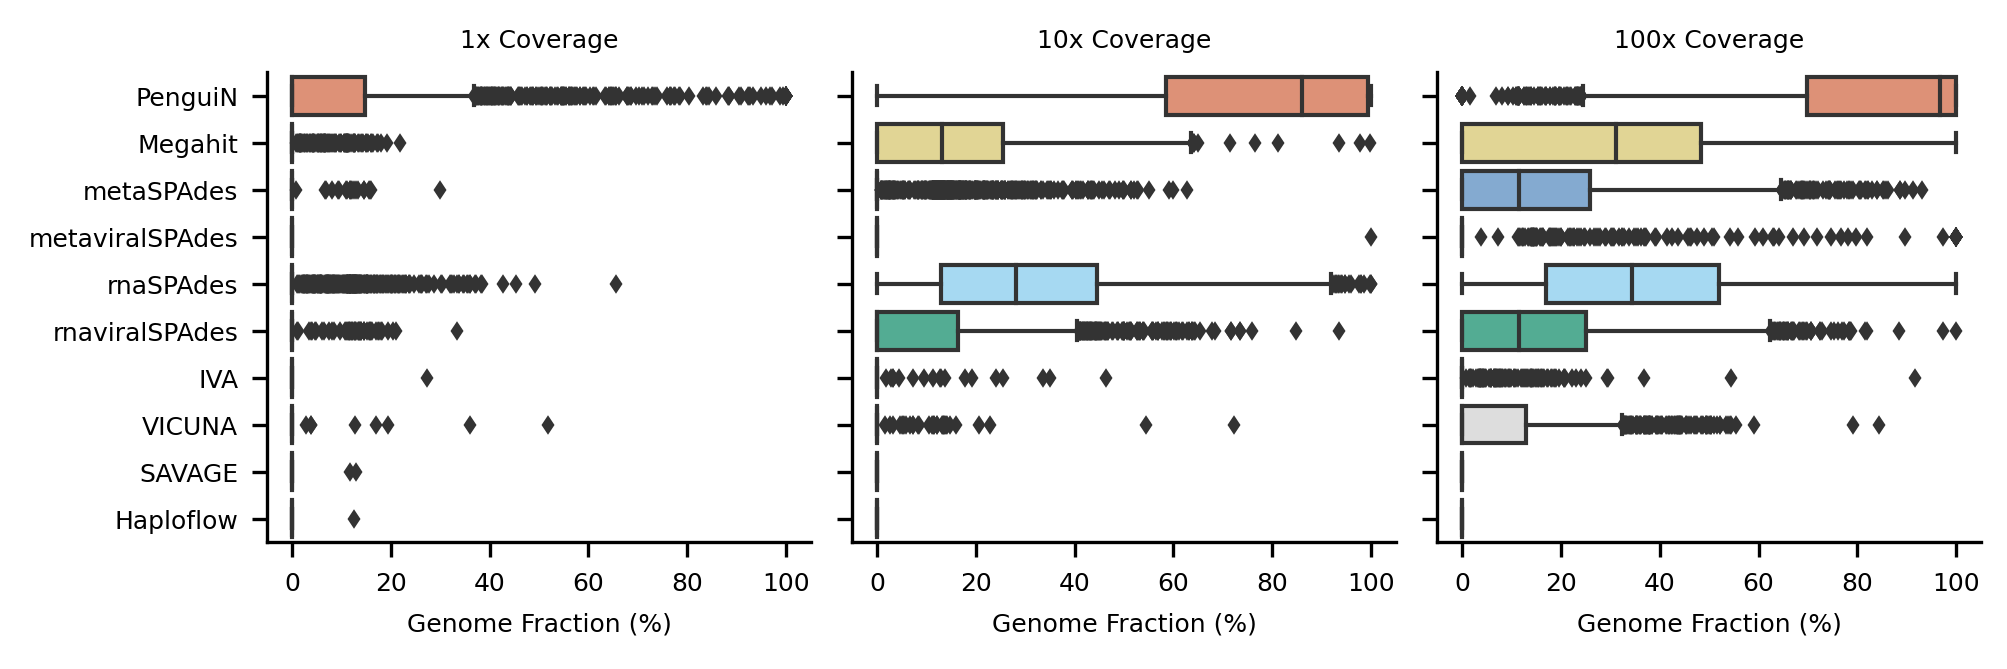 1x Coverage
10x Coverage
100x Coverage
PenguiN
Megahit
metaSPAdes
metaviralSPAdes
rnaSPAdes
rnaviralSPAdes
IVA
VICUNA
SAVAGE
Haploflow
0 20 40 60 80 100
0 20 40 60 80 100
0 20 40 60 80 100
Genome Fraction (%)
Genome Fraction (%)
Genome Fraction (%)